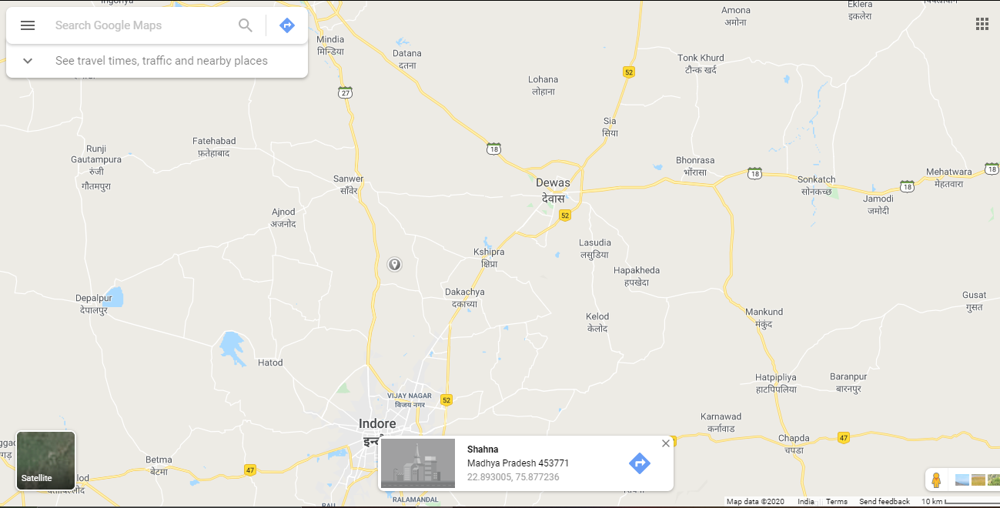 Search Google Maps
See travel times, traffic and nearby places
Amona
अमोना
Eklera
इकलेरा
Mindia
मिन्डिया
Datana
दतना
Tonk Khurd
टौन्क खर्द
52
27
Lohana
लोहाना
Sia
सिया
18
Fatehabad
फ़तेहाबाद
Runji
Gautampura
रुंजी
गौतमपुरा
Bhonrasa
भोंरासा
18
18
18
Mehatwara
मेहतवारा
Sonkatch
सोनकच्छ
Sanwer
साँवेर
Dewas
देवास
52
Jamodi
जमोदी
Ajnod
अजनोद
Lasudia
लसुडिया
Kshipra
क्षिप्रा
Hapakheda
हपखेदा
Depalpur
देपालपुर
Dakachya
दकाच्या
Gusat
गुसत
Kelod
केलोद
Mankund
मंकुंद
Hatod
Hatpipliya
हाटपिपलिया
Baranpur
बारनपुर
VIJAY NAGAR
विजय नगर
52
Indore
Karnawad
कर्नावाद
Chapda
चपडा
47
Betma
बेटमा
47
Satellite
Shahna
Madhya Pradesh 453771
22.893005, 75.877236
RALAMANDAL
Map data ©2020 India Terms Send feedback 10 km